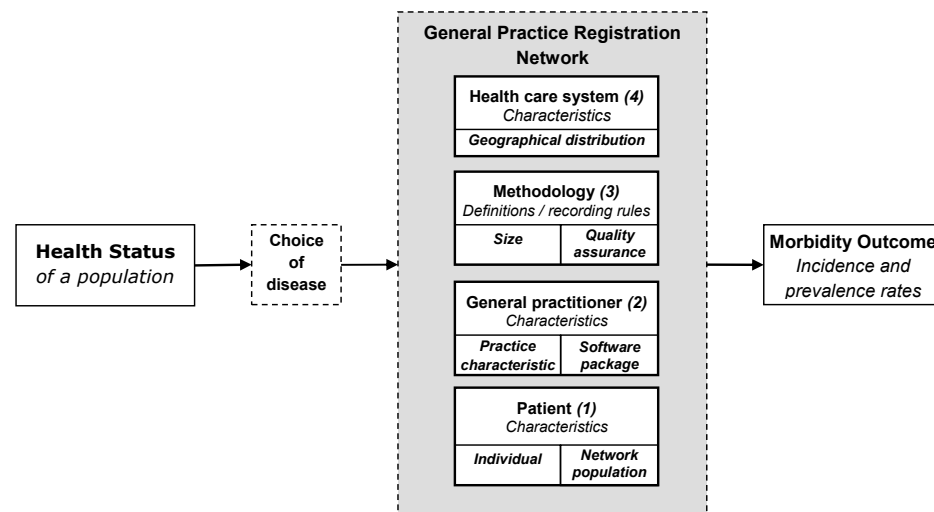 General Practice Registration
Network
Health care system (4)
Characteristics
Geographical distribution
Methodology (3)
Definitions / recording rules
Size
Quality
assurance
Health Status
of a population
Choice
of
disease
Morbidity Outcome
Incidence and
prevalence rates
General practitioner (2)
Characteristics
Practice
characteristic
Software
package
Patient (1)
Characteristics
Individual
Network
population